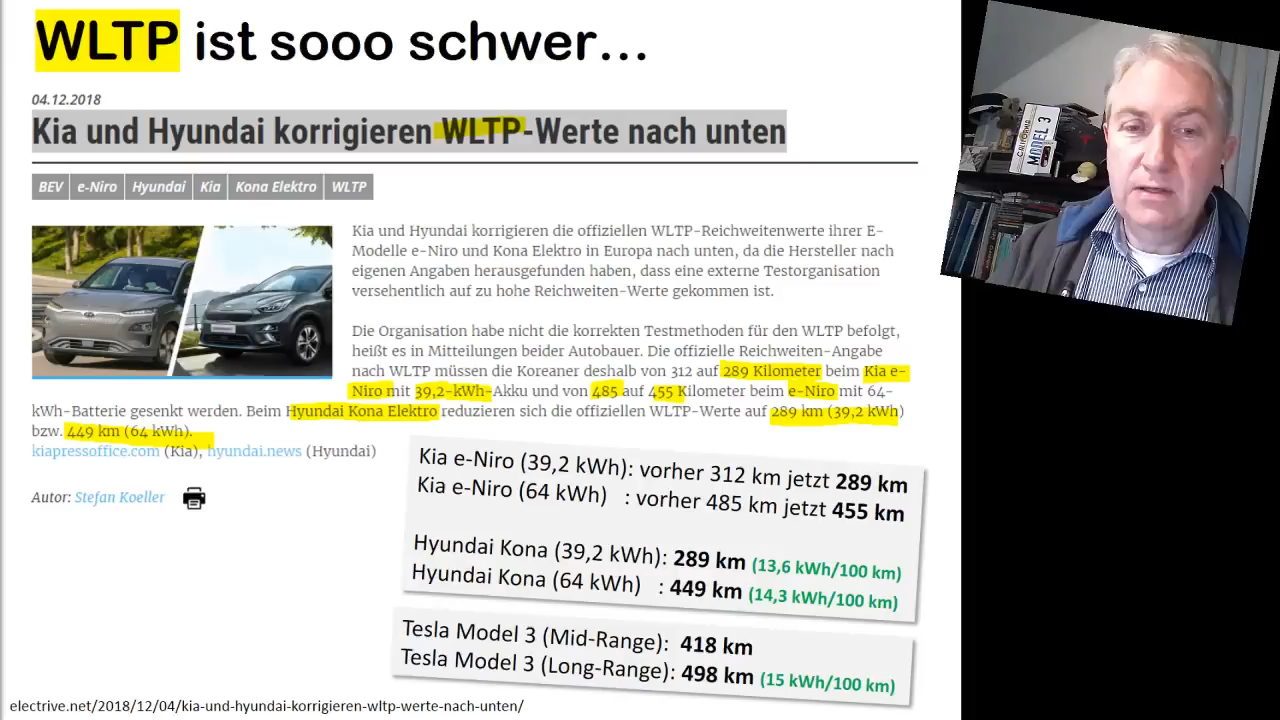 WLTP ist sooo schwer...
04.12.2018
Kia und Hyundai korrigieren WLTP-Werte nach unten
BEV e-Niro Hyundai Kia Kona Elektro WLTP
Kia und Hyundai korrigieren die offiziellen WLTP-Reichweitenwerte ihrer E-
Modelle e-Niro und Kona Elektro in Europa nach unten, da die Hersteller nach
eigenen Angaben herausgefunden haben, dass eine externe Testorganisation
versehentlich auf zu hohe Reichweiten-Werte gekommen ist.
Die Organisation habe nicht die korrekten Testmethoden für den WLTP befolgt,
heißt es in Mitteilungen beider Autobauer. Die offizielle Reichweiten-Angabe
nach WLTP müssen die Koreaner deshalb von 312 auf 289 Kilometer beim Kia e-
Niro mit 39,2-kWh-Akku und von 485 auf 455 Kilometer beim e-Niro mit 64-
kWh-Batterie gesenkt werden. Beim Hyundai Kona Elektro reduzieren sich die offiziellen WLTP-Werte auf 289 km (39,2 kWh)
bzw. 449 km (64 kWh).
kiapressoffice.com (Kia), hyundai.news (Hyundai)
Autor: Stefan Koeller
Kia e-Niro (39,2 kWh): vorher 312 km jetzt 289 km
Kia e-Niro (64 kWh) : vorher 485 km jetzt 455 km
Hyundai Kona (39,2 kWh): 289 km (13,6 kWh/100 km)
Hyundai Kona (64 kWh) : 449 km (14,3 kWh/100 km)
Tesla Model 3 (Mid-Range): 418 km
Tesla Model 3 (Long-Range): 498 km (15 kWh/100 km)
electrive.net/2018/12/04/kia-und-hyundai-korrigieren-wltp-werte-nach-unten/
CALIFORNIA
MODEL 3